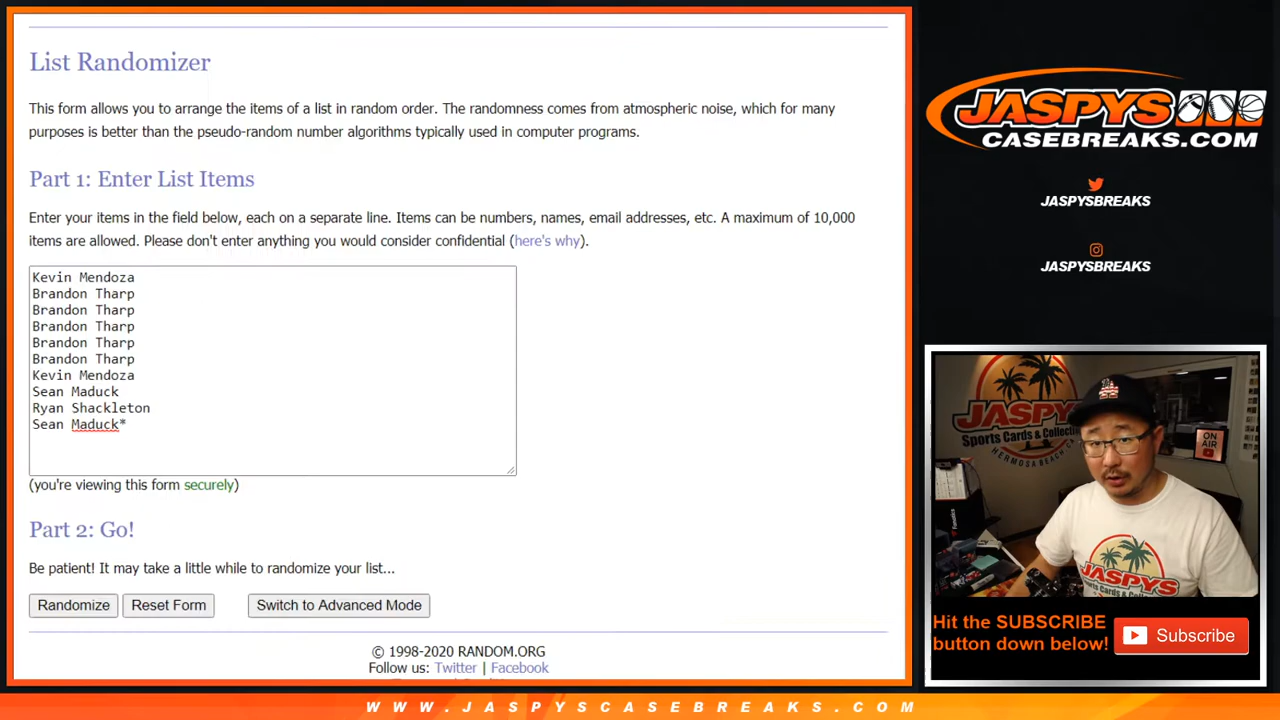 List Randomizer
This form allows you to arrange the items of a list in random order. The randomness comes from atmospheric noise, which for many
purposes is better than the pseudo-random number algorithms typically used in computer programs.
Part 1: Enter List Items
Enter your items in the field below, each on a separate line. Items can be numbers, names, email addresses, etc. A maximum of 10,000
items are allowed. Please don't enter anything you would consider confidential (here's why).
Kevin Mendoza
Brandon Tharp
Brandon Tharp
Brandon Tharp
Brandon Tharp
Brandon Tharp
Kevin Mendoza
Sean Maduck
Ryan Shackleton
Sean Maduck*
(you're viewing this form securely)
Part 2: Go!
Be patient! It may take a little while to randomize your list...
Randomize Reset Form Switch to Advanced Mode
© 1998-2020 RANDOM.ORG
Follow us: Twitter | Facebook
JASPYS
CASEBREAKS.COM
JASPYSBREAKS
JASPYSBREAKS
JASPYS
Sports Cards & Collectibles
HERMOSA BEACH, CA
ON
AIR
JASPYS
Hit the SUBSCRIBE
button down below!
Subscribe
WWW.JASPYSCASEBREAKS.COM